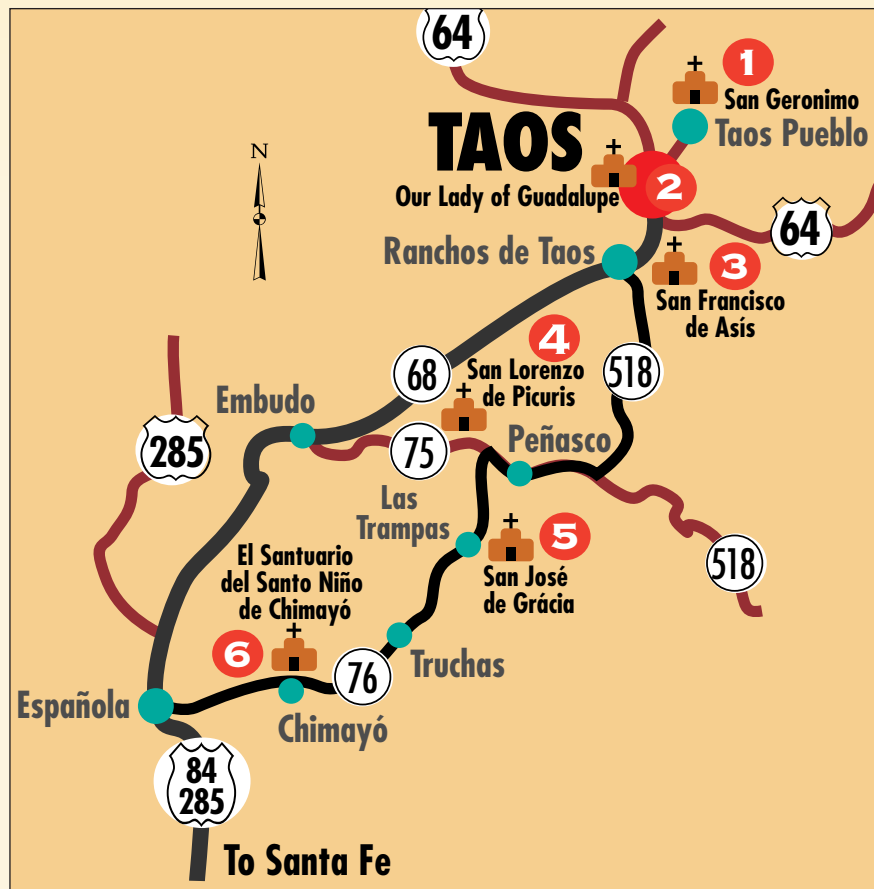 64
1
San Geronimo
Taos Pueblo
TAOS
N
Our Lady of Guadalupe
2
64
Ranchos de Taos
3
San Francisco
de Asís
4
68
San Lorenzo
de Picuris
518
Embudo
285
75
Peñasco
Las
Trampas
5
518
San José
de Grácia
El Santuario
del Santo Niño
de Chimayó
6
76
Truchas
Española
Chimayó
84
285
To Santa Fe